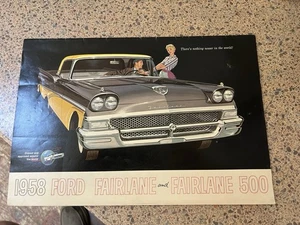 There's nothing newer in the world!
1958 FORD FAIRLANE and FAIRLANE 500